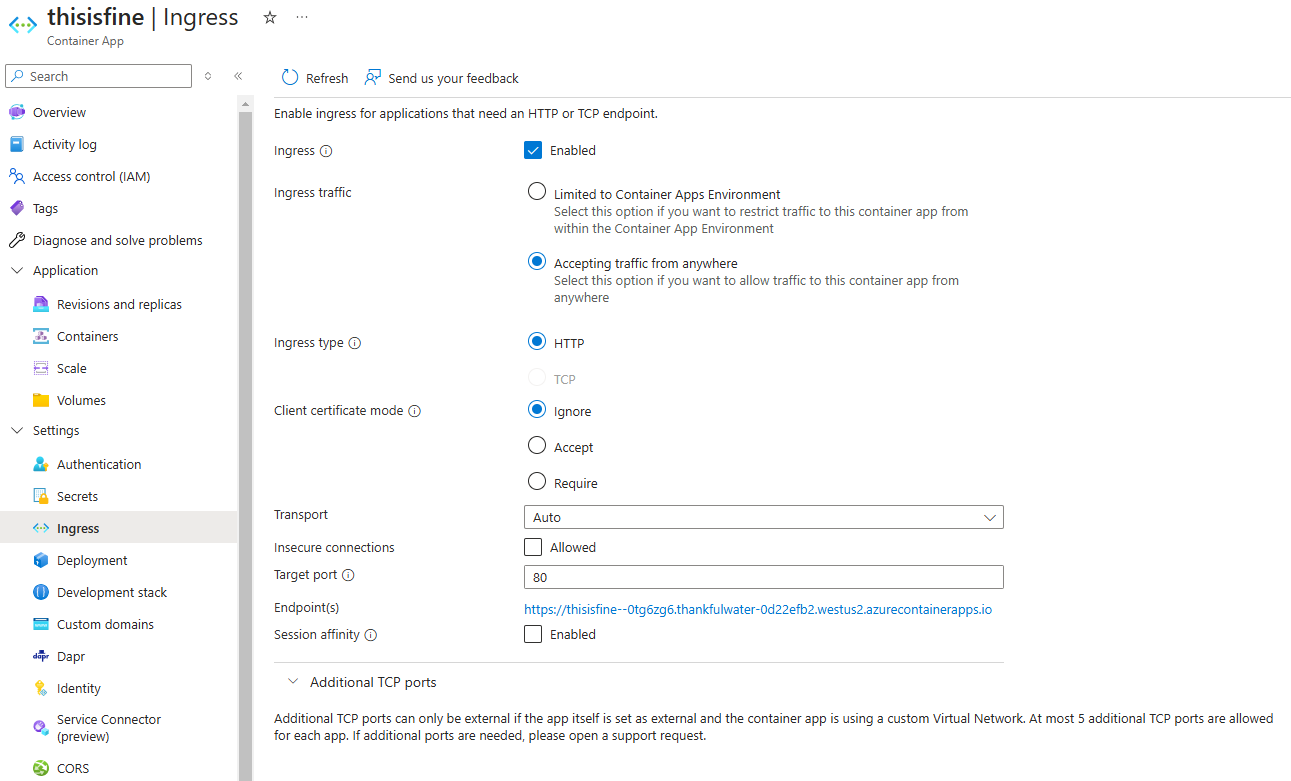 thisisfine | Ingress
Container App
Search
Refresh
Send us your feedback
Overview
Activity log
Access control (IAM)
Tags
Diagnose and solve problems
Application
Revisions and replicas
Containers
Scale
Volumes
Settings
Authentication
Secrets
Ingress
Deployment
Development stack
Custom domains
dapr
Dapr
Identity
Service Connector
(preview)
CORS
Enable ingress for applications that need an HTTP or TCP endpoint.
Ingress
Enabled
Ingress traffic
Limited to Container Apps Environment
Select this option if you want to restrict traffic to this container app from
within the Container App Environment
Accepting traffic from anywhere
Select this option if you want to allow traffic to this container app from
anywhere
Ingress type
HTTP
TCP
Client certificate mode
Ignore
Accept
Require
Transport
Auto
Insecure connections
Allowed
Target port
80
Endpoint(s)
https://thisisfine--0tg6zg6.thankfulwater-0d22efb2.westus2.azurecontainerapps.io
Session affinity
Enabled
Additional TCP ports
Additional TCP ports can only be external if the app itself is set as external and the container app is using a custom Virtual Network. At most 5 additional TCP ports are allowed
for each app. If additional ports are needed, please open a support request.